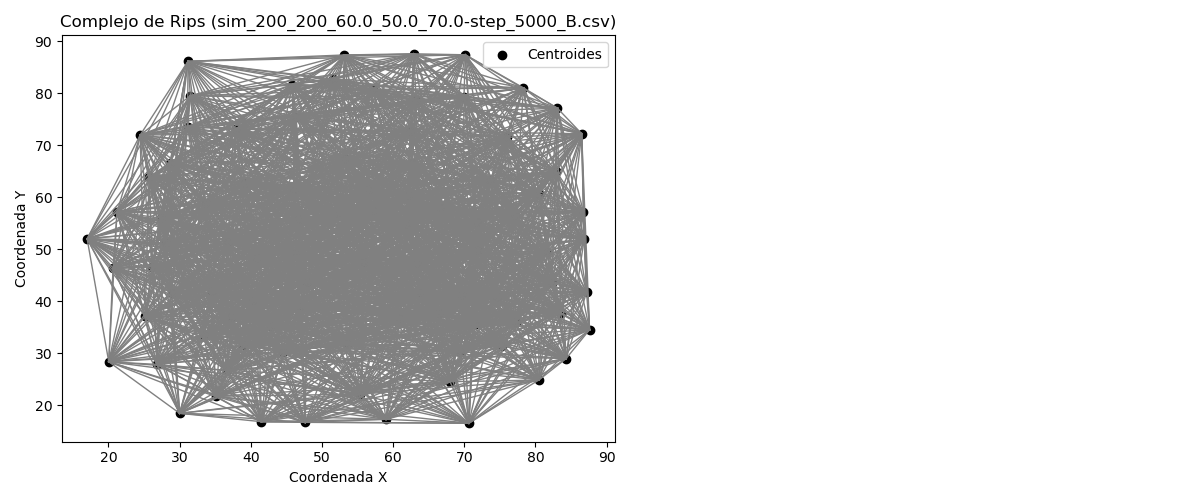 Complejo de Rips (sim_200_200_60.0_50.0_70.0-step_5000_B.csv)
Centroides
90
80
70
60
50
40
30
20
Coordenada Y
20 30 40 50 60 70 80 90
Coordenada X